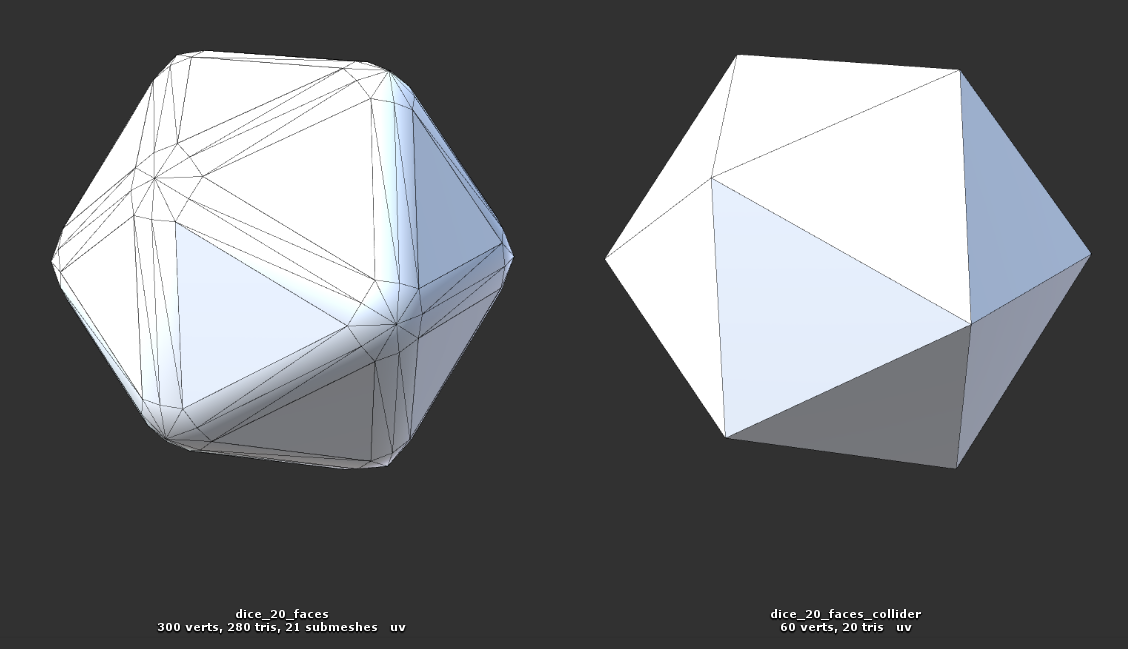 dice_20_faces
300 verts, 280 tris, 21 submeshes uv
dice_20_faces_collider
60 verts, 20 tris uv